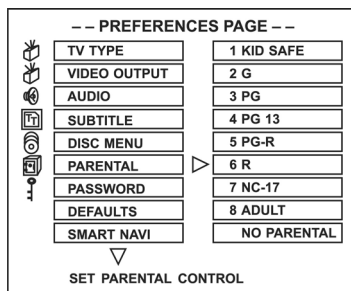 – – PREFERENCES PAGE – –
TV TYPE
VIDEO OUTPUT
AUDIO
SUBTITLE
DISC MENU
PARENTAL
PASSWORD
DEFAULTS
SMART NAVI
1 KID SAFE
2 G
3 PG
4 PG 13
5 PG-R
6 R
7 NC-17
8 ADULT
NO PARENTAL
SET PARENTAL CONTROL